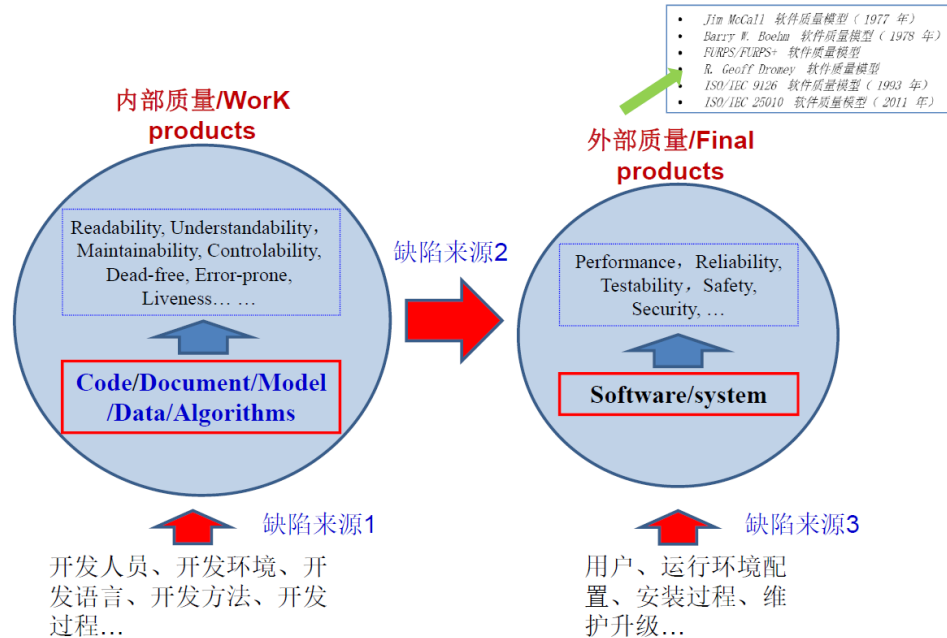 Jim McCall 软件质量模型（ 1977 年）
Barry W. Boehm 软件质量模型（ 1978 年）
FURPS/FURPS+ 软件质量模型
R. Geoff Dromey 软件质量模型
ISO/IEC 9126 软件质量模型（ 1993 年）
ISO/IEC 25010 软件质量模型（ 2011 年）
内部质量/WorK
products
外部质量/Final
products
Readability, Understandability，
Maintainability, Controlability,
Dead-free, Error-prone,
Liveness… …
Code/Document/Model
/Data/Algorithms
缺陷来源2
Performance，Reliability,
Testability，Safety,
Security, …
Software/system
缺陷来源1
开发人员、开发环境、开
发语言、开发方法、开发
过程…
缺陷来源3
用户、运行环境配
置、安装过程、维
护升级…